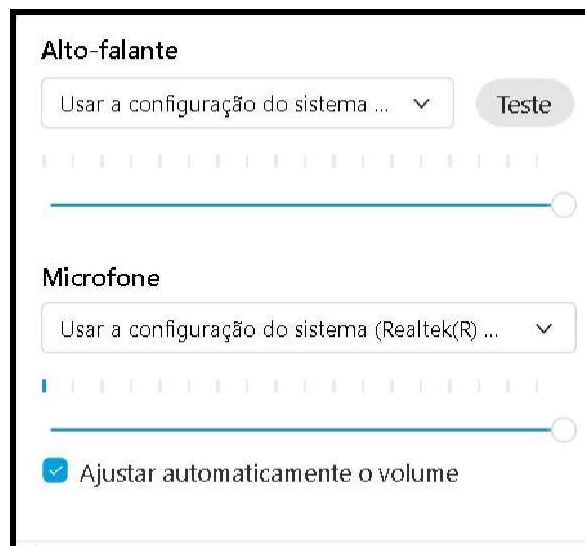 Alto-falante
Usar a configuração do sistema ...
Teste
Microfone
Usar a configuração do sistema (Realtek(R) ...
Ajustar automaticamente o volume